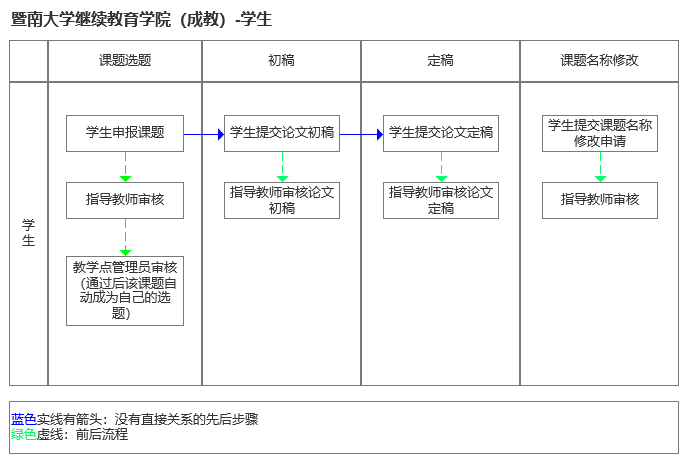 暨南大学继续教育学院（成教）-学生
课题选题
初稿
定稿
课题名称修改
学生申报课题
学生提交论文初稿
学生提交论文定稿
学生提交课题名称
修改申请
指导教师审核
指导教师审核论文
初稿
指导教师审核论文
定稿
指导教师审核
学
生
教学点管理员审核
（通过后该课题自
动成为自己的选
题）
蓝色实线有箭头：没有直接关系的先后步骤
绿色虚线：前后流程